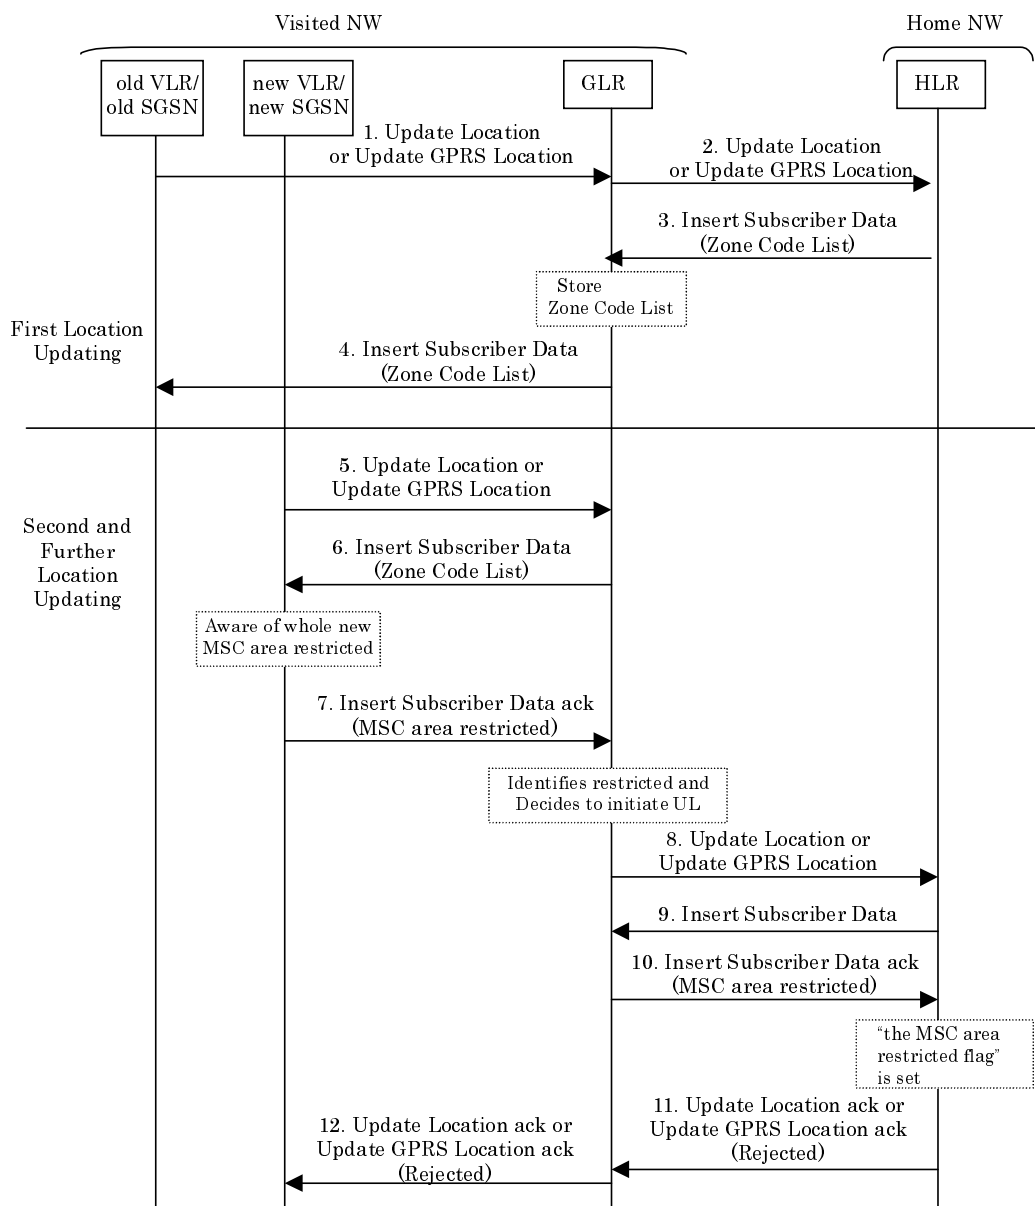 Visited NW
Home NW
old VLR/
old SGSN
new VLR/
new SGSN
GLR
HLR
1. Update Location
or Update GPRS Location
2. Update Location
or Update GPRS Location
3. Insert Subscriber Data
(Zone Code List)
Store
Zone Code List
First Location
Updating
4. Insert Subscriber Data
(Zone Code List)
5. Update Location or
Update GPRS Location
Second and
Further
Location
Updating
6. Insert Subscriber Data
(Zone Code List)
Aware of whole new
MSC area restricted
7. Insert Subscriber Data ack
(MSC area restricted)
Identifies restricted and
Decides to initiate UL
8. Update Location or
Update GPRS Location
9. Insert Subscriber Data
10. Insert Subscriber Data ack
(MSC area restricted)
“the MSC area
restricted flag”
is set
11. Update Location ack or
Update GPRS Location ack
(Rejected)
12. Update Location ack or
Update GPRS Location ack
(Rejected)